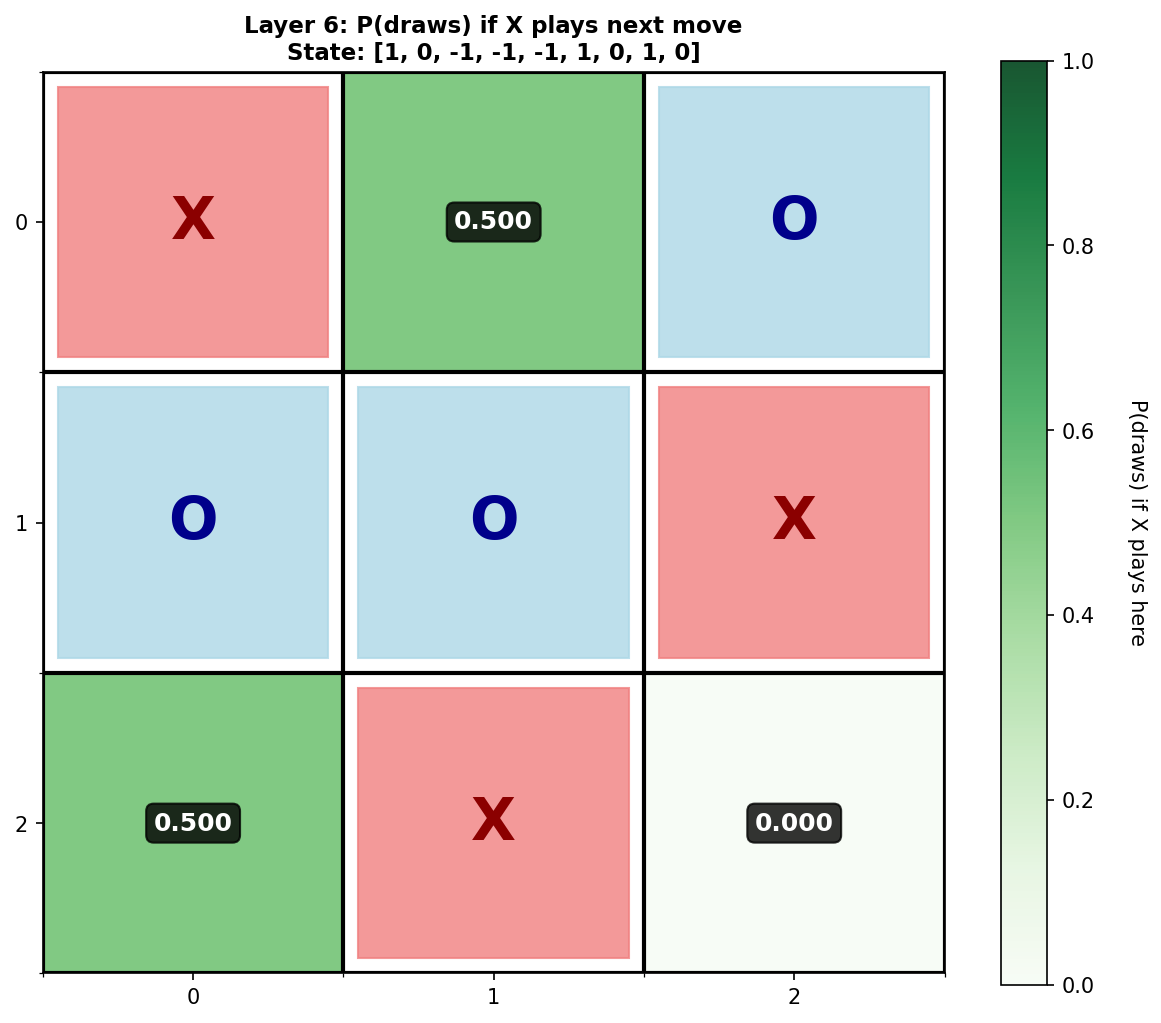 Layer 6: P(draws) if X plays next move
State: [1, 0, -1, -1, -1, 1, 0, 1, 0]
0
X
0.500
O
1
O
O
X
2
0.500
X
0.000
0
1
2
1.0
0.8
0.6
0.4
0.2
0.0
P(draws) if X plays here